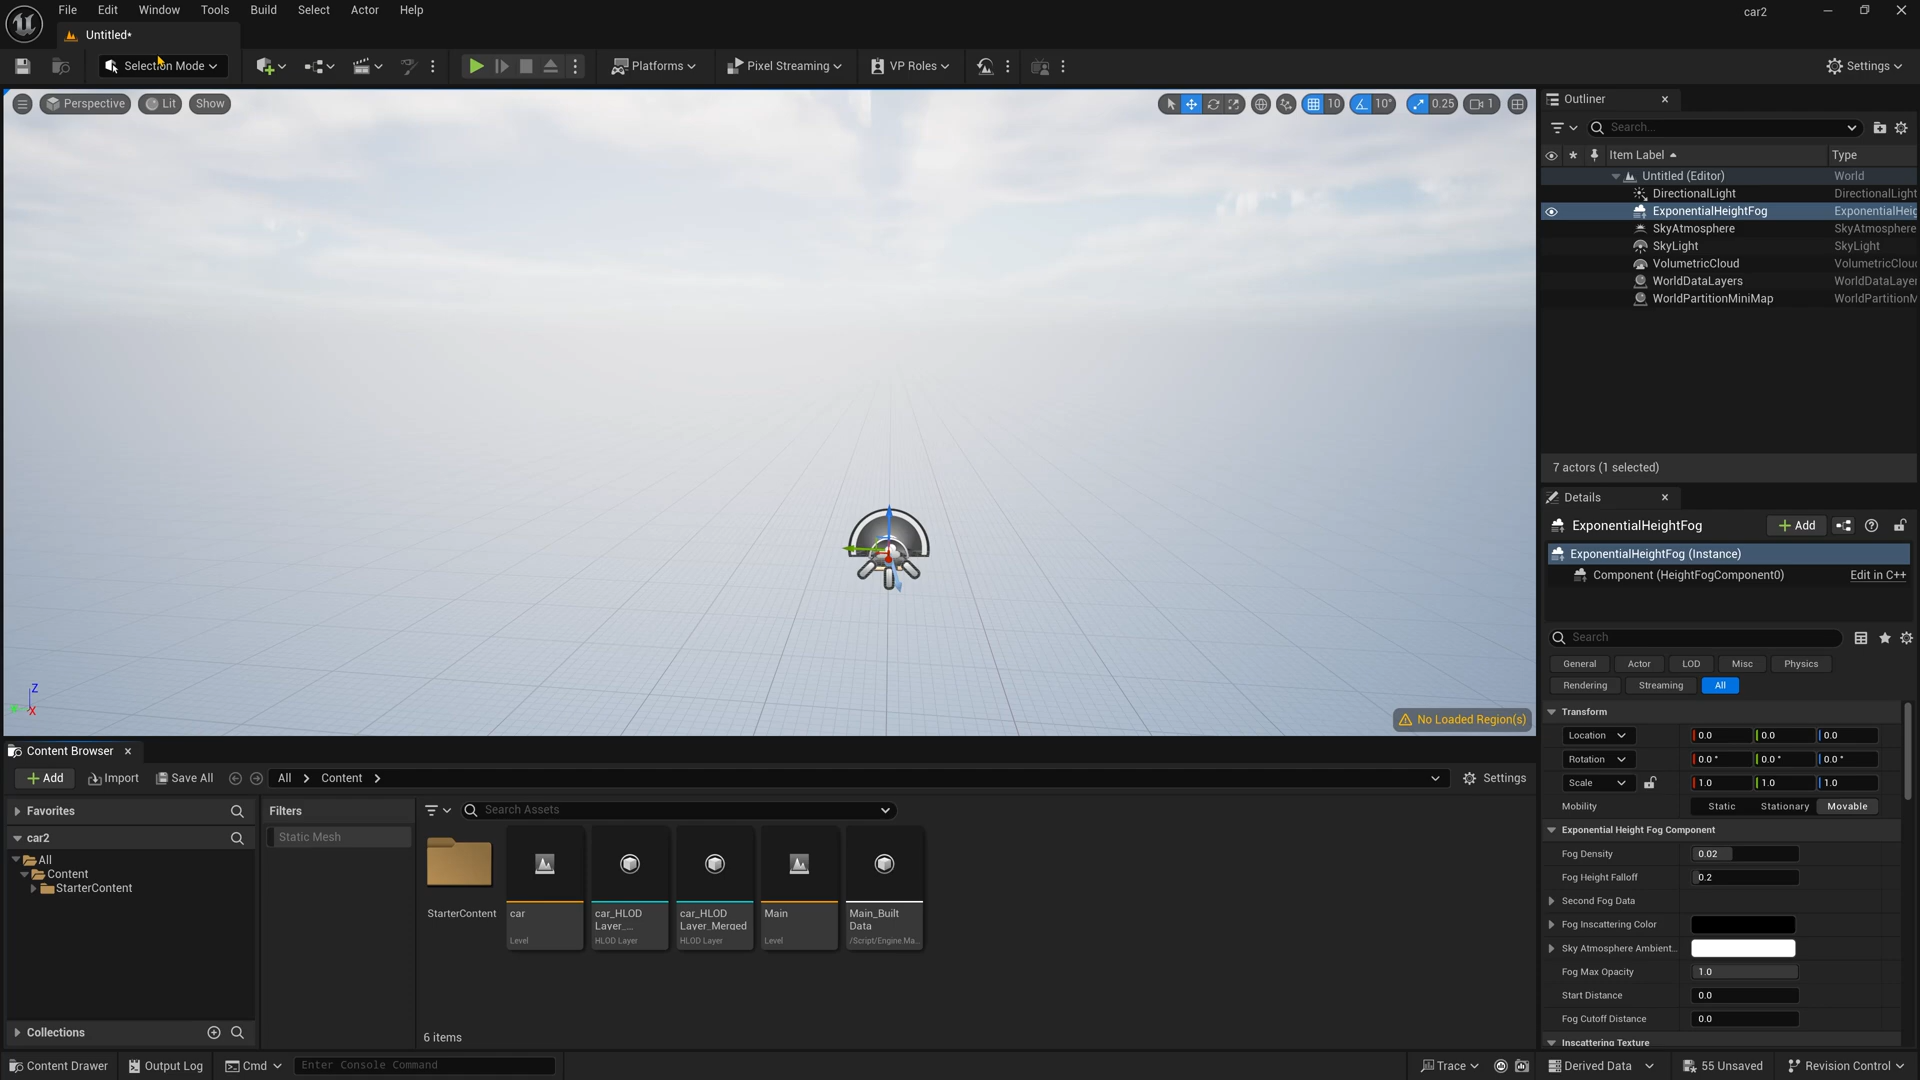 File Edit Window Tools Build Select Actor Help
car2
Untitled*
Selection Mode
Platforms
Pixel Streaming
VP Roles
Settings
Perspective
Lit
Show
10
10°
0.25
1
Outliner
Search...
Item Label
Type
Untitled (Editor)
World
DirectionalLight
DirectionalLight
ExponentialHeightFog
ExponentialHeig
SkyAtmosphere
SkyAtmosphere
SkyLight
SkyLight
VolumetricCloud
VolumetricClou
WorldDataLayers
WorldDataLayer
WorldPartitionMiniMap
WorldPartitionM
7 actors (1 selected)
Details
ExponentialHeightFog
Add
ExponentialHeightFog (Instance)
Component (HeightFogComponent0)
Edit in C++
Search
General
Actor
LOD
Misc
Physics
Rendering
Streaming
All
Transform
Location
0.0
0.0
0.0
Rotation
0.0 °
0.0 °
0.0 °
Scale
1.0
1.0
1.0
Mobility
Static
Stationary
Movable
Exponential Height Fog Component
Fog Density
0.02
Fog Height Falloff
0.2
Second Fog Data
Fog Inscattering Color
Sky Atmosphere Ambient...
Fog Max Opacity
1.0
Start Distance
0.0
Fog Cutoff Distance
0.0
Inscattering Texture
Z
X
No Loaded Region(s)
Content Browser
Add
Import
Save All
All
Content
Settings
Favorites
car2
All
Content
StarterContent
Collections
Filters
Static Mesh
Search Assets
StarterContent
car
Level
car_HLOD
Layer_...
HLOD Layer
car_HLOD
Layer_Merged
HLOD Layer
Main
Level
Main_Built
Data
/Script/Engine.Ma...
6 items
Content Drawer
Output Log
Cmd
Enter Console Command
Trace
Derived Data
55 Unsaved
Revision Control